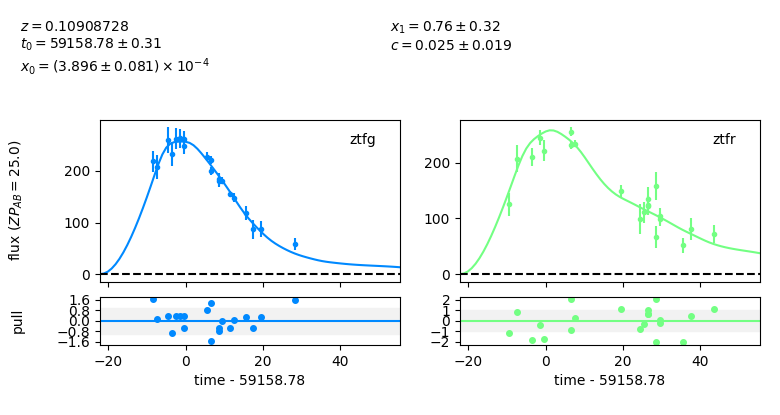 z = 0.10908728
t₀ = 59158.78 ± 0.31
x₀ = (3.896 ± 0.081) × 10⁻⁴
x₁ = 0.76 ± 0.32
c = 0.025 ± 0.019
flux (ZP_AB = 25.0)
200
100
0
ztfg
200
100
0
ztfr
pull
1.6
0.8
0.0
−0.8
−1.6
2
1
0
−1
−2
−20 0 20 40
−20 0 20 40
time - 59158.78
time - 59158.78